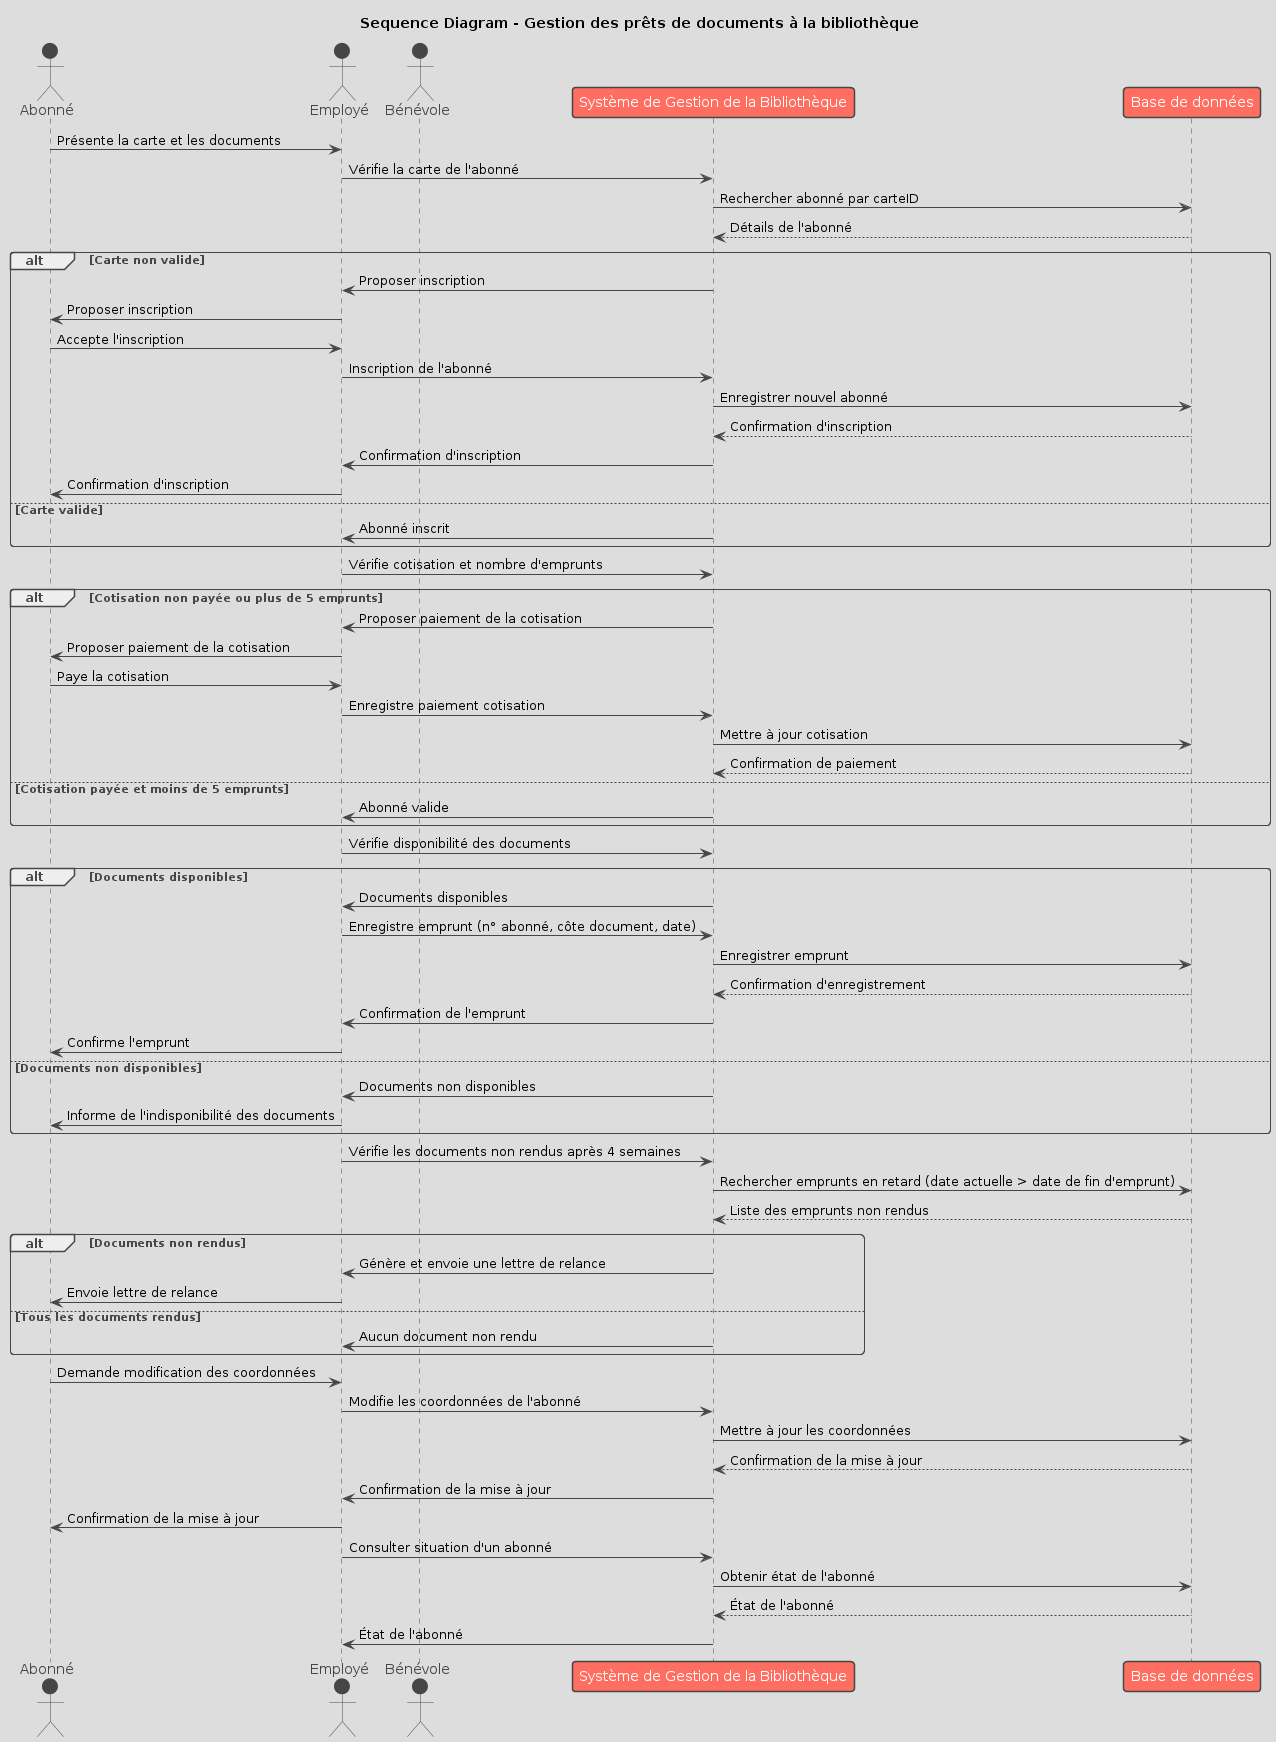 Sequence Diagram - Gestion des prêts de documents à la bibliothèque
Abonné
Employé
Bénévole
Système de Gestion de la Bibliothèque
Base de données
Présente la carte et les documents
Vérifie la carte de l'abonné
Rechercher abonné par carteID
Détails de l'abonné
alt [Carte non valide]
Proposer inscription
Proposer inscription
Accepte l'inscription
Inscription de l'abonné
Enregistrer nouvel abonné
Confirmation d'inscription
Confirmation d'inscription
Confirmation d'inscription
[Carte valide]
Abonné inscrit
Vérifie cotisation et nombre d'emprunts
alt [Cotisation non payée ou plus de 5 emprunts]
Proposer paiement de la cotisation
Proposer paiement de la cotisation
Paye la cotisation
Enregistre paiement cotisation
Mettre à jour cotisation
Confirmation de paiement
[Cotisation payée et moins de 5 emprunts]
Abonné valide
Vérifie disponibilité des documents
alt [Documents disponibles]
Documents disponibles
Enregistre emprunt (n° abonné, côte document, date)
Enregistrer emprunt
Confirmation d'enregistrement
Confirmation de l'emprunt
Confirme l'emprunt
[Documents non disponibles]
Documents non disponibles
Informe de l'indisponibilité des documents
Vérifie les documents non rendus après 4 semaines
Rechercher emprunts en retard (date actuelle > date de fin d'emprunt)
Liste des emprunts non rendus
alt [Documents non rendus]
Génère et envoie une lettre de relance
Envoie lettre de relance
[Tous les documents rendus]
Aucun document non rendu
Demande modification des coordonnées
Modifie les coordonnées de l'abonné
Mettre à jour les coordonnées
Confirmation de la mise à jour
Confirmation de la mise à jour
Confirmation de la mise à jour
Consulter situation d'un abonné
Obtenir état de l'abonné
État de l'abonné
État de l'abonné
Abonné
Employé
Bénévole
Système de Gestion de la Bibliothèque
Base de données